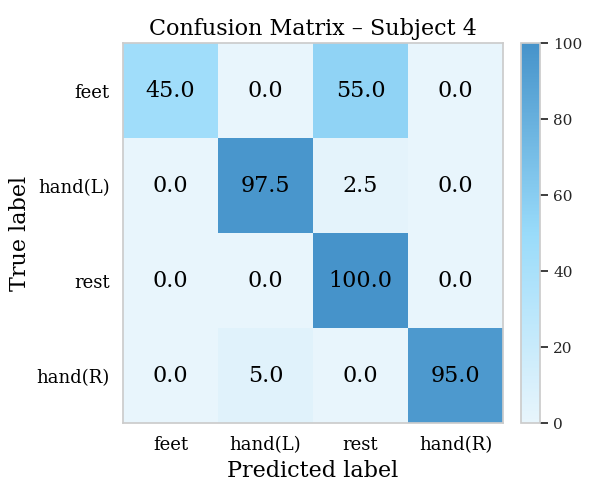 Confusion Matrix – Subject 4
True label
feet 45.0 0.0 55.0 0.0
hand(L) 0.0 97.5 2.5 0.0
rest 0.0 0.0 100.0 0.0
hand(R) 0.0 5.0 0.0 95.0
feet hand(L) rest hand(R)
Predicted label
100
80
60
40
20
0